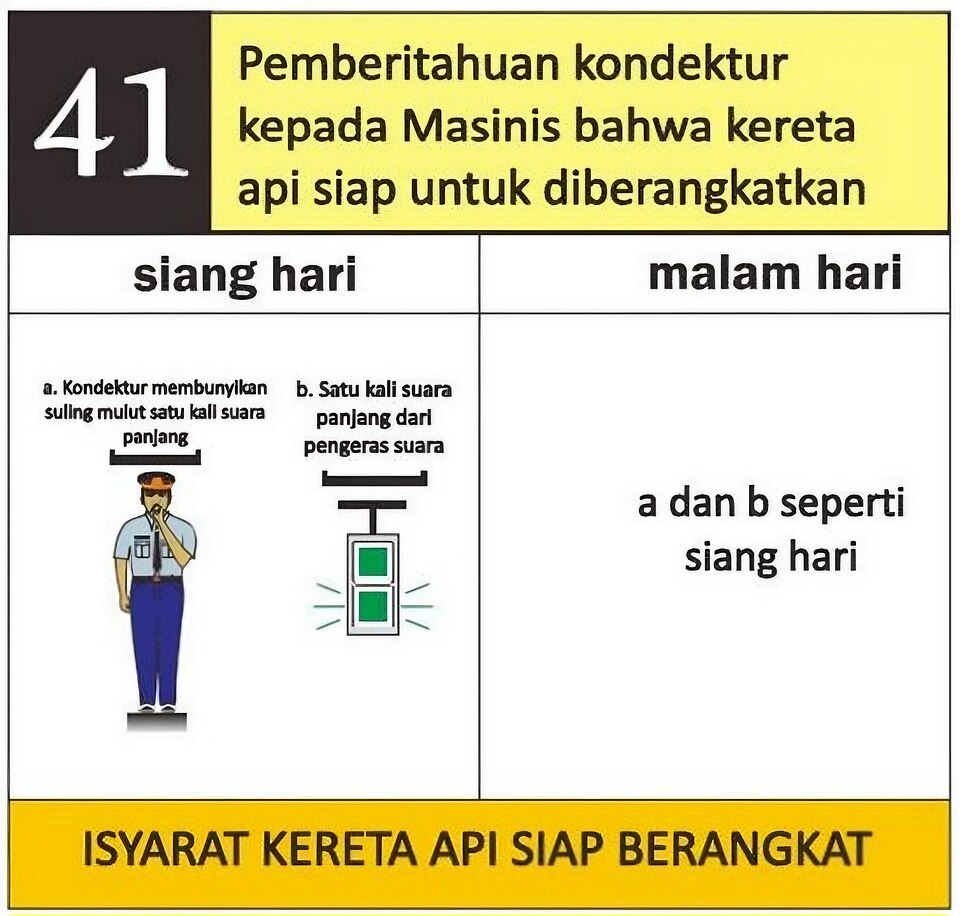 41
Pemberitahuan kondektur
kepada Masinis bahwa kereta
api siap untuk diberangkatkan
siang hari
malam hari
a. Kondektur membunyikan
suling mulut satu kali suara
panjang
b. Satu kali suara
panjang dari
pengeras suara
a dan b seperti
siang hari
ISYARAT KERETA API SIAP BERANGKAT